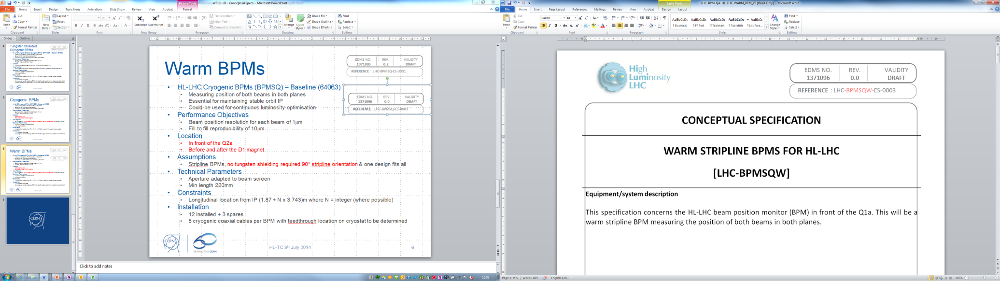 WP13 - BI - Conceptual Specs - Microsoft PowerPoint
Picture Tools
File Home Insert Design Transitions Animations Slide Show Review View Acrobat Format
Paste
Cut
Copy
Format Painter
Clipboard
New Slide
Layout
Reset
Section
Slides
Font
Subscript Superscript
New Group
Text Direction
Align Text
Convert to SmartArt
Paragraph
Arrange
Quick Styles
Shape Fill
Shape Outline
Shape Effects
Drawing
Find
Replace
Select
Editing
Slides Outline
4
Tungsten Shielded
Cryogenic BPMs
5
Cryogenic BPMs
6
Warm BPMs
7
CERN
Warm BPMs
EDMS NO. REV. VALIDITY
1371095 0.2 DRAFT
REFERENCE : LHC-BPMSQ-ES-0001
EDMS NO. REV. VALIDITY
1371096 0.0 DRAFT
REFERENCE : LHC-BPMSQ-ES-0003
• HL-LHC Cryogenic BPMs (BPMSQ) – Baseline (64063)
• Measuring position of both beams in both planes
• Essential for maintaining stable orbit IP
• Could be used for continuous luminosity optimisation
• Performance Objectives
• Beam position resolution for each beam of 1μm
• Fill to fill reproducibility of 10μm
• Location
• In front of the Q2a
• Before and after the D1 magnet
• Assumptions
• Stripline BPMs, no tungsten shielding required,90° stripline orientation & one design fits all
• Technical Parameters
• Aperture adapted to beam screen
• Min length 220mm
• Constraints
• Longitudinal location from IP (1.87 + N x 3.743)m where N = integer (where possible)
• Installation
• 12 installed + 3 spares
• 8 cryogenic coaxial cables per BPM with feedthrough location on cryostat to be determined
CERN
60
YEARS/ANS CERN
HL-TC 8th July 2014
6
Click to add notes
16:33
LHC-BPM-QA-HL-LHC-WARM_BPM_V2 [Read-Only] - Microsoft Word
Table Tools
File Home Insert Page Layout References Mailings Review View Acrobat Design Layout
Paste
Cut
Copy
Format Painter
Clipboard
Calibri 18
Font
Paragraph
AaBbCcDc AaBbCcDc AaBbCcDc AaBbCcDc • AaBbCc
¶ Bodytext ¶ FP Text ¶ Tabletext ¶ Tabletitle ¶ List Para...
Styles
Change Styles
Find
Replace
Select
Editing
High
Luminosity
LHC
EDMS NO. REV. VALIDITY
1371096 0.0 DRAFT
REFERENCE : LHC-BPMSQW-ES-0003
CONCEPTUAL SPECIFICATION
WARM STRIPLINE BPMS FOR HL-LHC
[LHC-BPMSQW]
Equipment/system description
This specification concerns the HL-LHC beam position monitor (BPM) in front of the Q1a. This will be a
warm stripline BPM measuring the position of both beams in both planes.
Page: 1 of 5 Words: 839 English (U.K.) 187%